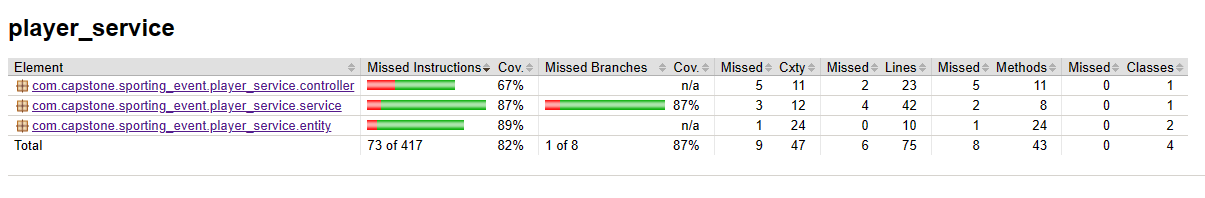 player_service
Element Missed Instructions Cov. Missed Branches Cov. Missed Cxty Missed Lines Missed Methods Missed Classes
com.capstone.sporting_event.player_service.controller 67% n/a 5 11 2 23 5 11 0 1
com.capstone.sporting_event.player_service.service 87% 87% 3 12 4 42 2 8 0 1
com.capstone.sporting_event.player_service.entity 89% n/a 1 24 0 10 1 24 0 2
Total 73 of 417 82% 1 of 8 87% 9 47 6 75 8 43 0 4